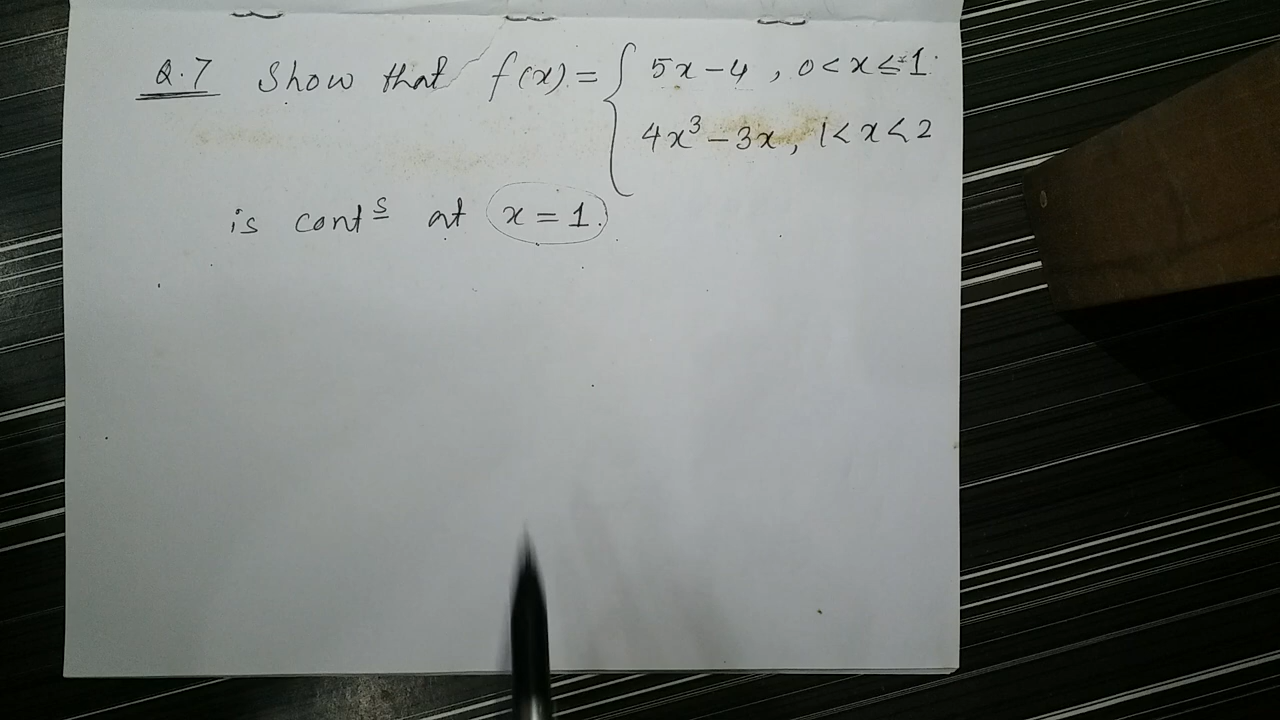 Q.7 Show that f(x) = { 5x-4 , 0<x≤1
4x³-3x, 1<x<2
is contˢ at x=1.